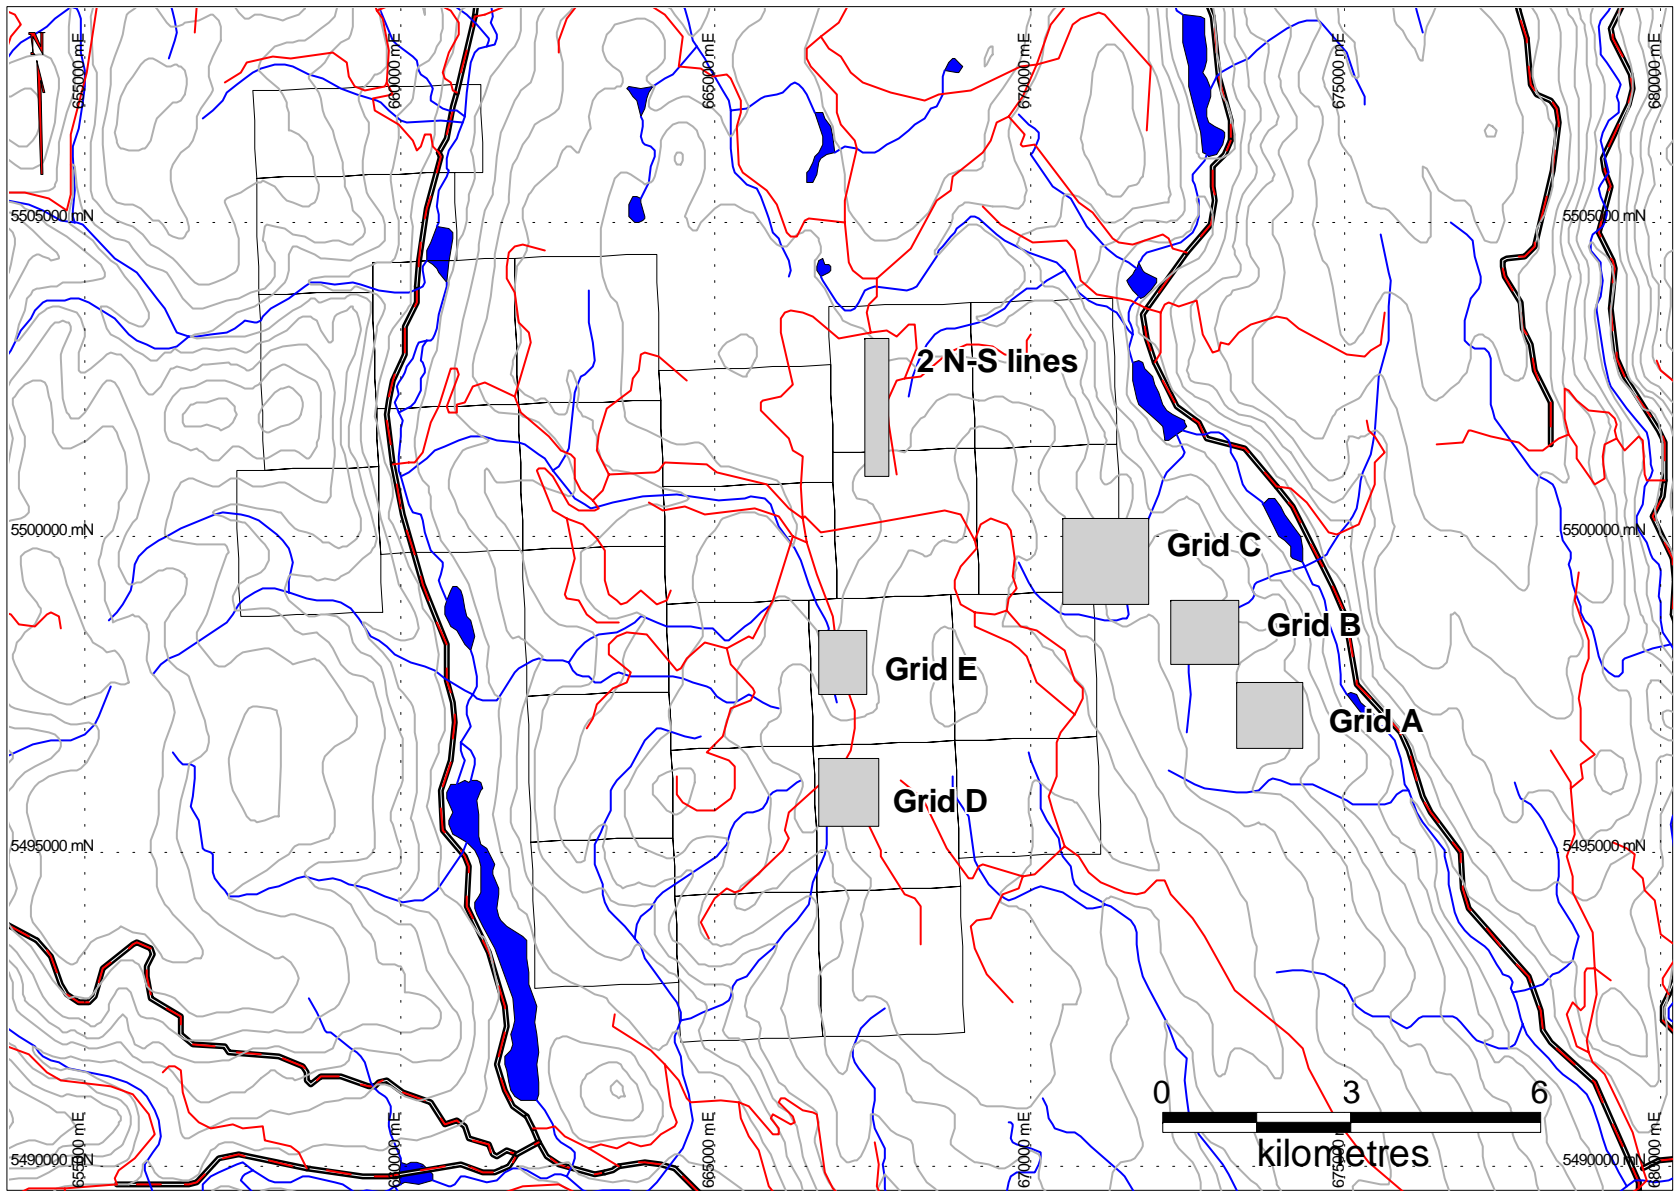 N
655000 mE
660000 mE
665000 mE
670000 mE
675000 mE
680000 mE
5505000 mN
5505000 mN
2 N-S lines
5500000 mN
5500000 mN
Grid C
Grid B
Grid E
Grid A
Grid D
5495000 mN
5495000 mN
0 3 6
kilometres
5490000 mN
5490000 mN
655000 mE
660000 mE
665000 mE
670000 mE
675000 mE
680000 mE